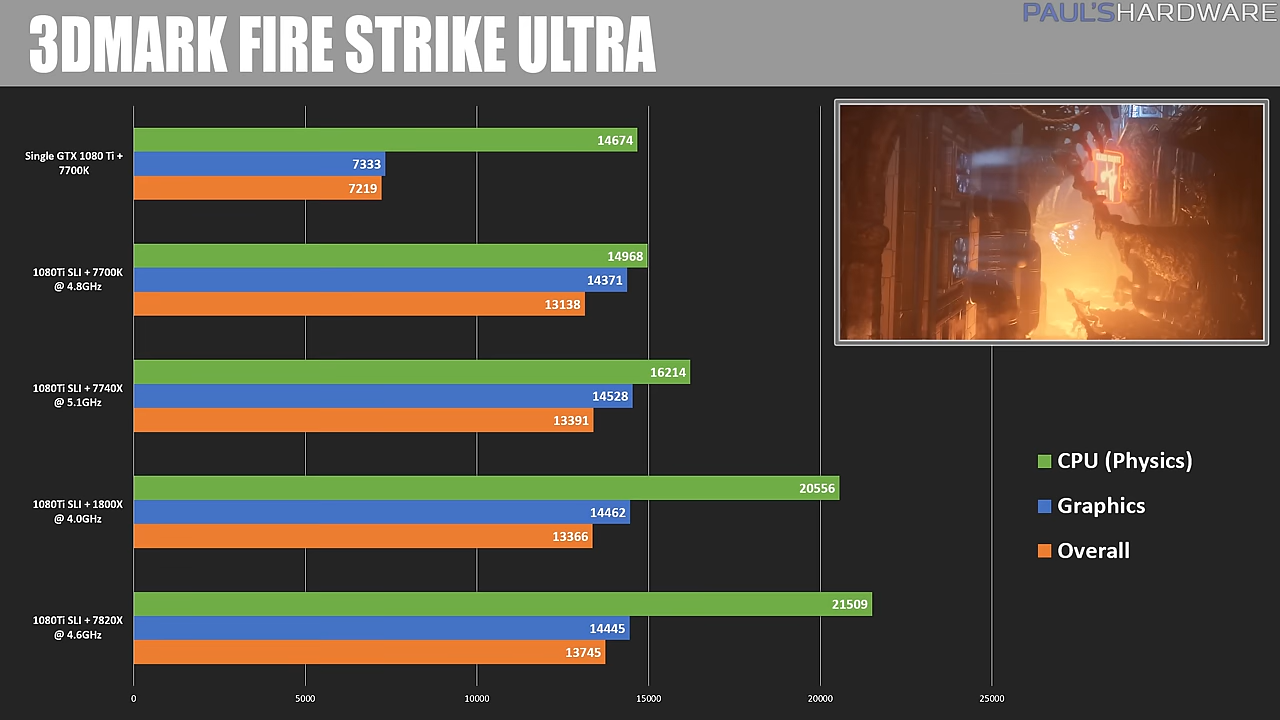 3DMARK FIRE STRIKE ULTRA
PAUL'SHARDWARE
Single GTX 1080 Ti +
7700K
14674
7333
7219
1080Ti SLI + 7700K
@ 4.8GHz
14968
14371
13138
1080Ti SLI + 7740X
@ 5.1GHz
16214
14528
13391
1080Ti SLI + 1800X
@ 4.0GHz
20556
14462
13366
1080Ti SLI + 7820X
@ 4.6GHz
21509
14445
13745
CPU (Physics)
Graphics
Overall
0 5000 10000 15000 20000 25000